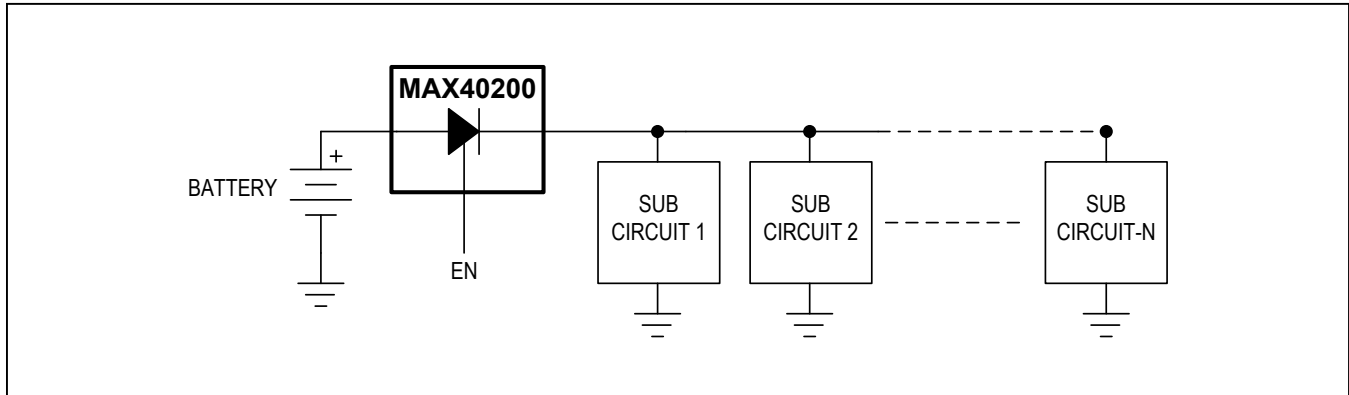 MAX40200
+
BATTERY
EN
SUB
CIRCUIT 1
SUB
CIRCUIT 2
SUB
CIRCUIT-N